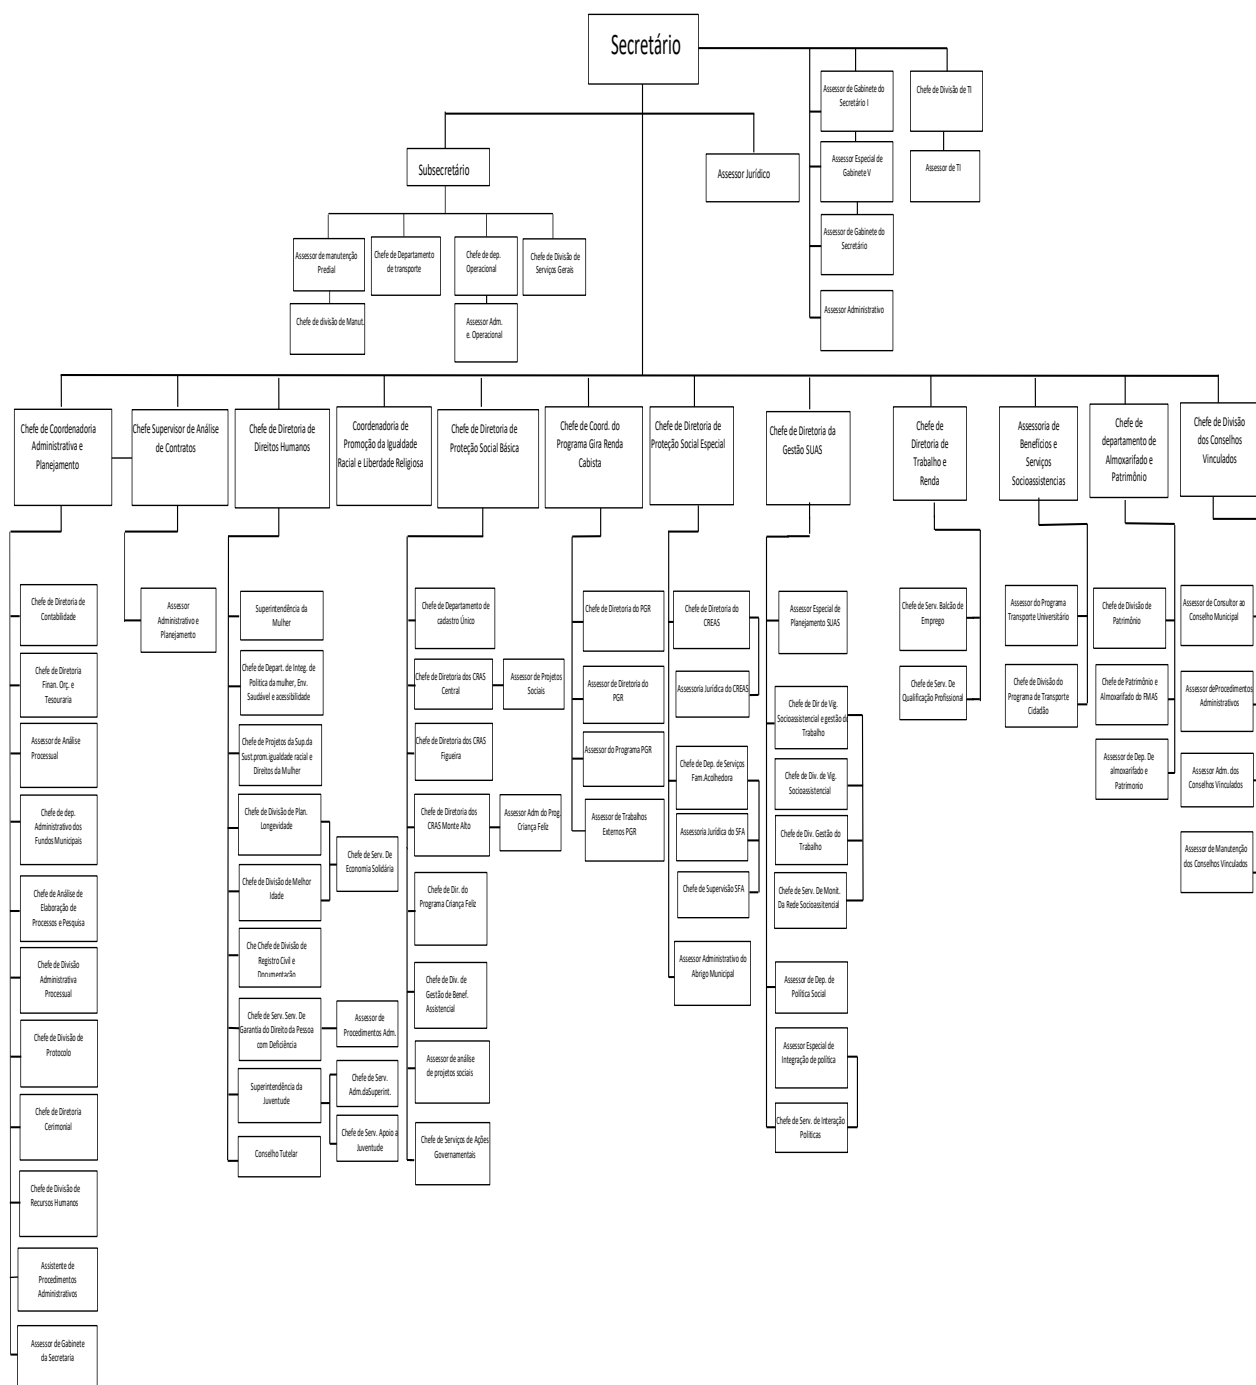 Secretário
Assessor de Gabinete do
Secretário I
Chefe de Divisão de TI
Assessor Jurídico
Assessor Especial de
Gabinete V
Assessor de TI
Subsecretário
Assessor de Gabinete do
Secretário
Assessor Administrativo
Assessor de manutenção
Predial
Chefe de Departamento
de transporte
Chefe de dep.
Operacional
Chefe de Divisão de
Serviços Gerais
Chefe de divisão de Manut.
Assessor Adm.
e. Operacional
Chefe de Coordenadoria
Administrativa e
Planejamento
Chefe Supervisor de Análise
de Contratos
Chefe de Diretoria de
Direitos Humanos
Coordenadoria de
Promoção da Igualdade
Racial e Liberdade Religiosa
Chefe de Diretoria de
Proteção Social Básica
Chefe de Coord. do
Programa Gira Renda
Cabista
Chefe de Diretoria de
Proteção Social Especial
Chefe de Diretoria da
Gestão SUAS
Chefe de
Diretoria de
Trabalho e
Renda
Assessoria de
Benefícios e
Serviços
Socioassistencias
Chefe de
departamento de
Almoxarifado e
Patrimônio
Chefe de Divisão
dos Conselhos
Vinculados
Chefe de Diretoria de
Contabilidade
Chefe de Diretoria
Finan. Orç. e
Tesouraria
Assessor de Análise
Processual
Chefe de dep.
Administrativo dos
Fundos Municipais
Chefe de Análise de
Elaboração de
Processos e Pesquisa
Chefe de Divisão
Administrativa
Processual
Chefe de Divisão de
Protocolo
Chefe de Diretoria
Cerimonial
Chefe de Divisão de
Recursos Humanos
Assistente de
Procedimentos
Administrativos
Assessor de Gabinete
da Secretaria
Assessor
Administrativo e
Planejamento
Superintendência da
Mulher
Chefe de Depart. de Integ. de
Politica da mulher, Env.
Saudável e acessibilidade
Chefe de Projetos da Sup.da
Sust.prom.igualdade racial e
Direitos da Mulher
Chefe de Divisão de Plan.
Longevidade
Chefe de Divisão de Melhor
Idade
Chefe de Serv. De
Economia Solidária
Che Chefe de Divisão de
Registro Civil e
Documentação
Chefe de Serv. Serv. De
Garantia do Direito da Pessoa
com Deficiência
Assessor de
Procedimentos Adm.
Superintendência da
Juventude
Chefe de Serv.
Adm.daSuperint.
Chefe de Serv. Apoio a
Juventude
Conselho Tutelar
Chefe de Departamento de
cadastro Único
Chefe de Diretoria dos CRAS
Central
Assessor de Projetos
Sociais
Chefe de Diretoria dos CRAS
Figueira
Chefe de Diretoria dos
CRAS Monte Alto
Assessor Adm do Prog.
Criança Feliz
Chefe de Dir. do
Programa Criança Feliz
Chefe de Div. de
Gestão de Benef.
Assistencial
Assessor de análise
de projetos sociais
Chefe de Serviços de Ações
Governamentais
Chefe de Diretoria do PGR
Assessor de Diretoria do
PGR
Assessor do Programa PGR
Assessor de Trabalhos
Externos PGR
Chefe de Diretoria do
CREAS
Assessoria Jurídica do CREAS
Chefe de Dep. de Serviços
Fam.Acolhedora
Assessoria Jurídica do SFA
Chefe de Supervisão SFA
Assessor Administrativo do
Abrigo Municipal
Assessor Especial de
Planejamento SUAS
Chefe de Dir de Vig.
Socioassistencial e gestão do
Trabalho
Chefe de Div. de Vig.
Socioassistencial
Chefe de Div. Gestão do
Trabalho
Chefe de Serv. De Monit.
Da Rede Socioassitencial
Assessor de Dep. de
Política Social
Assessor Especial de
Integração de política
Chefe de Serv. de Interação
Politicas
Chefe de Serv. Balcão de
Emprego
Chefe de Serv. De
Qualificação Profissional
Assessor do Programa
Transporte Universitário
Chefe de Divisão do
Programa de Transporte
Cidadão
Chefe de Divisão de
Patrimônio
Chefe de Patrimônio e
Almoxarifado do FMAS
Assessor de Dep. De
almoxarifado e
Patrimonio
Assessor de Consultor ao
Conselho Municipal
Assessor deProcedimentos
Administrativos
Assessor Adm. dos
Conselhos Vinculados
Assessor de Manutenção
dos Conselhos Vinculados